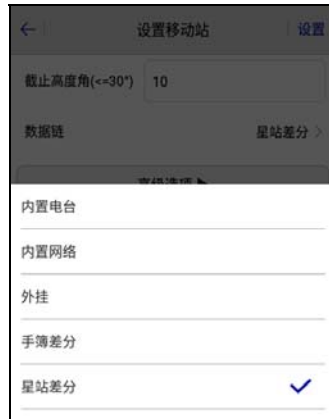 设置移动站 设置
截止高度角(<=30°) 10
数据链 星站差分
高级选项
内置电台
内置网络
外挂
手簿差分
星站差分